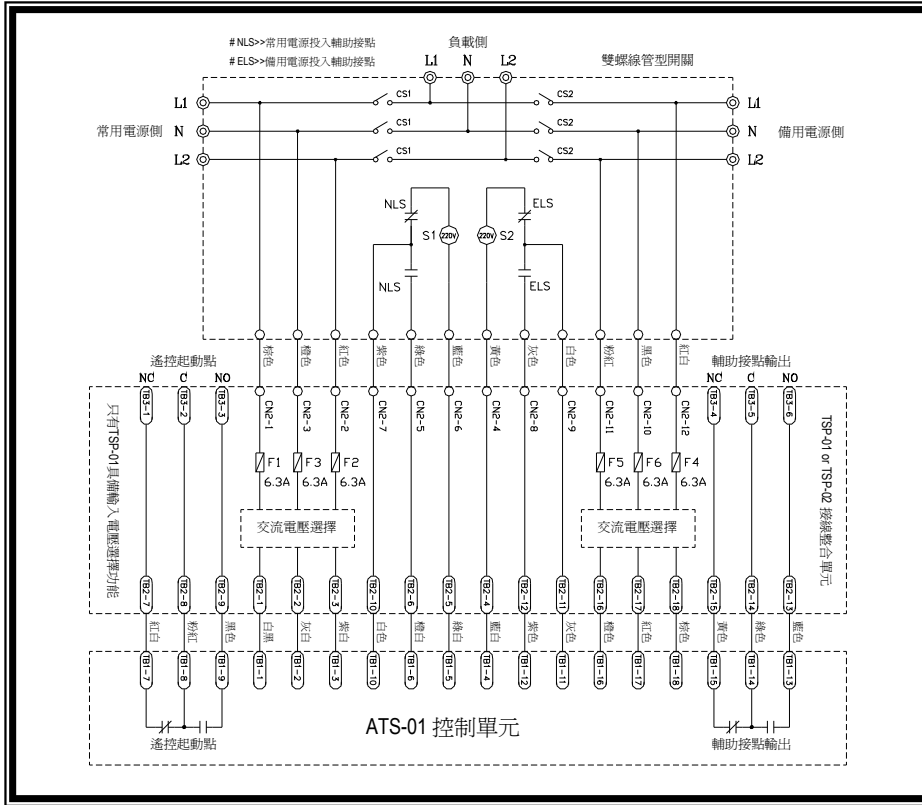 # NLS>>常用電源投入輔助接點
# ELS>>備用電源投入輔助接點
負載側
L1 N L2
雙螺線管型開關
L1 CS1 CS2 L1
常用電源側 N CS1 CS2 N 備用電源側
L2 CS1 CS2 L2
NLS ELS
S1 220V 220V S2
NLS ELS
棕色 橙色 紅色 紫色 綠色 藍色 黃色 灰色 白色 粉紅 黑色 紅白
遙控起動點 輔助接點輸出
NC C NO NC C NO
TB3-1 TB3-2 TB3-3 CN2-1 CN2-3 CN2-2 CN2-7 CN2-5 CN2-6 CN2-4 CN2-8 CN2-9 CN2-11 CN2-10 CN2-12 TB3-4 TB3-5 TB3-6
只有TSP-01具備輸入電壓選擇功能
TSP-01 or TSP-02 接線整合單元
F1 F3 F2 F5 F6 F4
6.3A 6.3A 6.3A 6.3A 6.3A 6.3A
交流電壓選擇 交流電壓選擇
TB2-7 TB2-8 TB2-9 TB2-1 TB2-2 TB2-3 TB2-10 TB2-6 TB2-5 TB2-4 TB2-12 TB2-11 TB2-16 TB2-17 TB2-18 TB2-15 TB2-14 TB2-13
紅白 粉紅 黑色 白黑 灰白 紫白 白色 橙白 綠白 藍白 紫色 灰色 橙色 紅色 棕色 黃色 綠色 藍色
TB1-7 TB1-8 TB1-9 TB1-1 TB1-2 TB1-3 TB1-10 TB1-6 TB1-5 TB1-4 TB1-12 TB1-11 TB1-16 TB1-17 TB1-18 TB1-15 TB1-14 TB1-13
ATS-01 控制單元
遙控起動點 輔助接點輸出